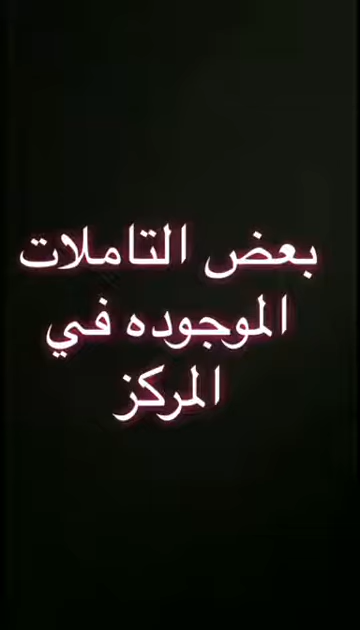 بعض التاملات
الموجوده في
المركز